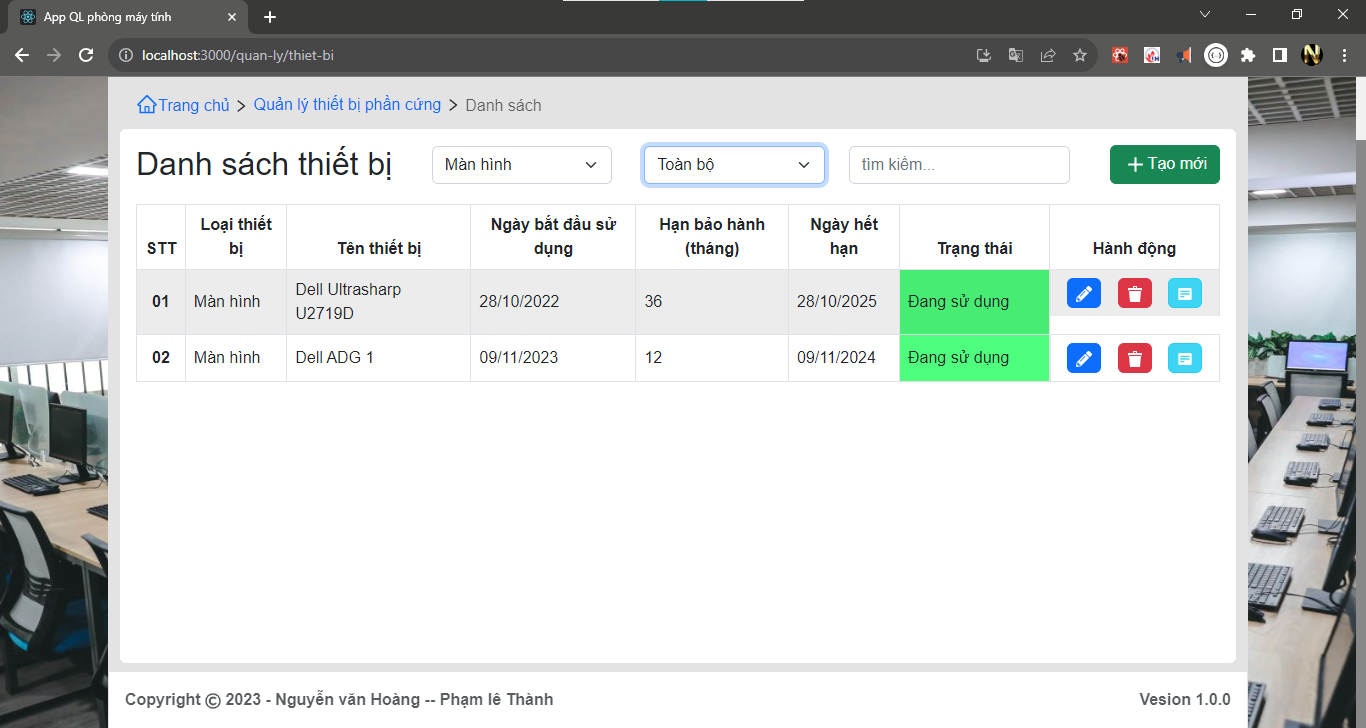 App QL phòng máy tính
localhost:3000/quan-ly/thiet-bi
Trang chủ > Quản lý thiết bị phần cứng > Danh sách
Danh sách thiết bị Màn hình Toàn bộ tìm kiếm... Tạo mới
STT Loại thiết bị Tên thiết bị Ngày bắt đầu sử dụng Hạn bảo hành (tháng) Ngày hết hạn Trạng thái Hành động
01 Màn hình Dell Ultrasharp U2719D 28/10/2022 36 28/10/2025 Đang sử dụng
02 Màn hình Dell ADG 1 09/11/2023 12 09/11/2024 Đang sử dụng
Copyright © 2023 - Nguyễn văn Hoàng -- Phạm lê Thành Vesion 1.0.0